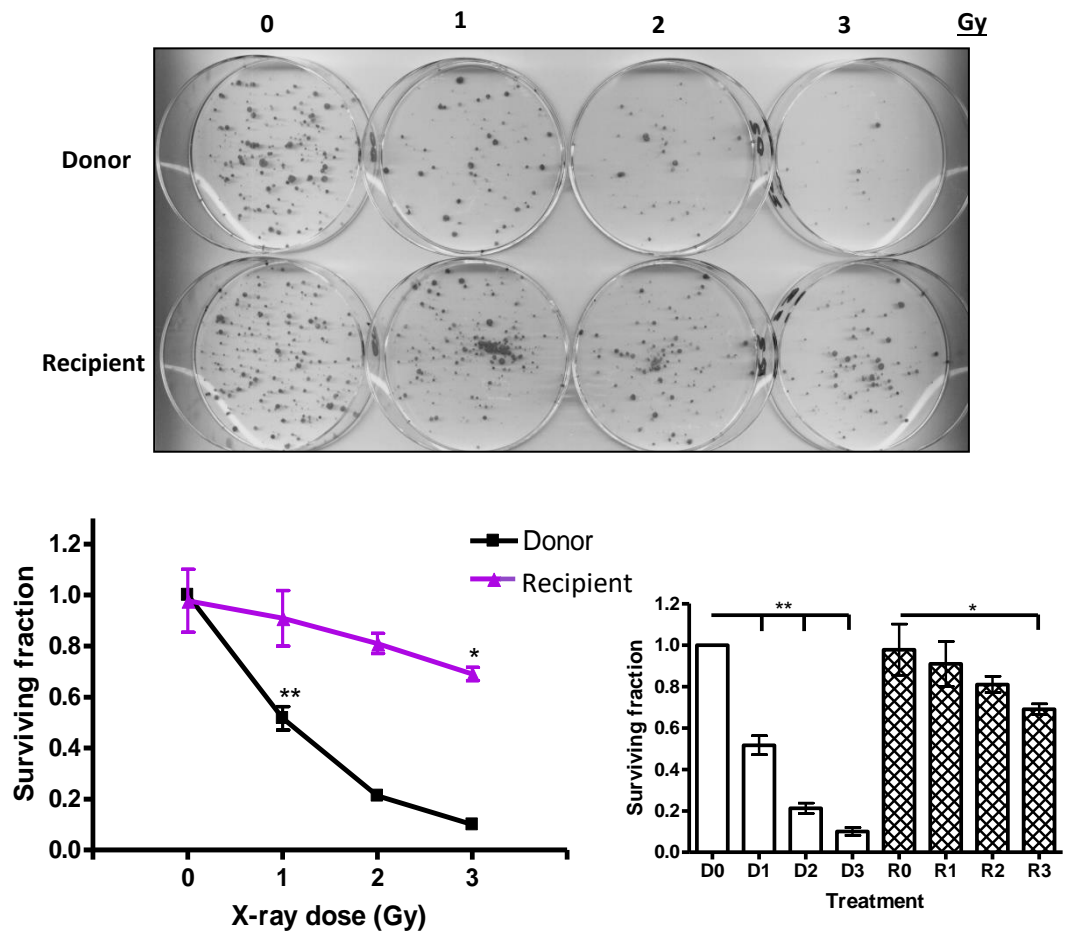 0 1 2 3 Gy
Donor
Recipient
Donor
Recipient
**
*
1.2
1.0
0.8
0.6
0.4
0.2
0.0
Surviving fraction
0 1 2 3
X-ray dose (Gy)
** *
1.2
1.0
0.8
0.6
0.4
0.2
0.0
Surviving fraction
D0 D1 D2 D3 R0 R1 R2 R3
Treatment